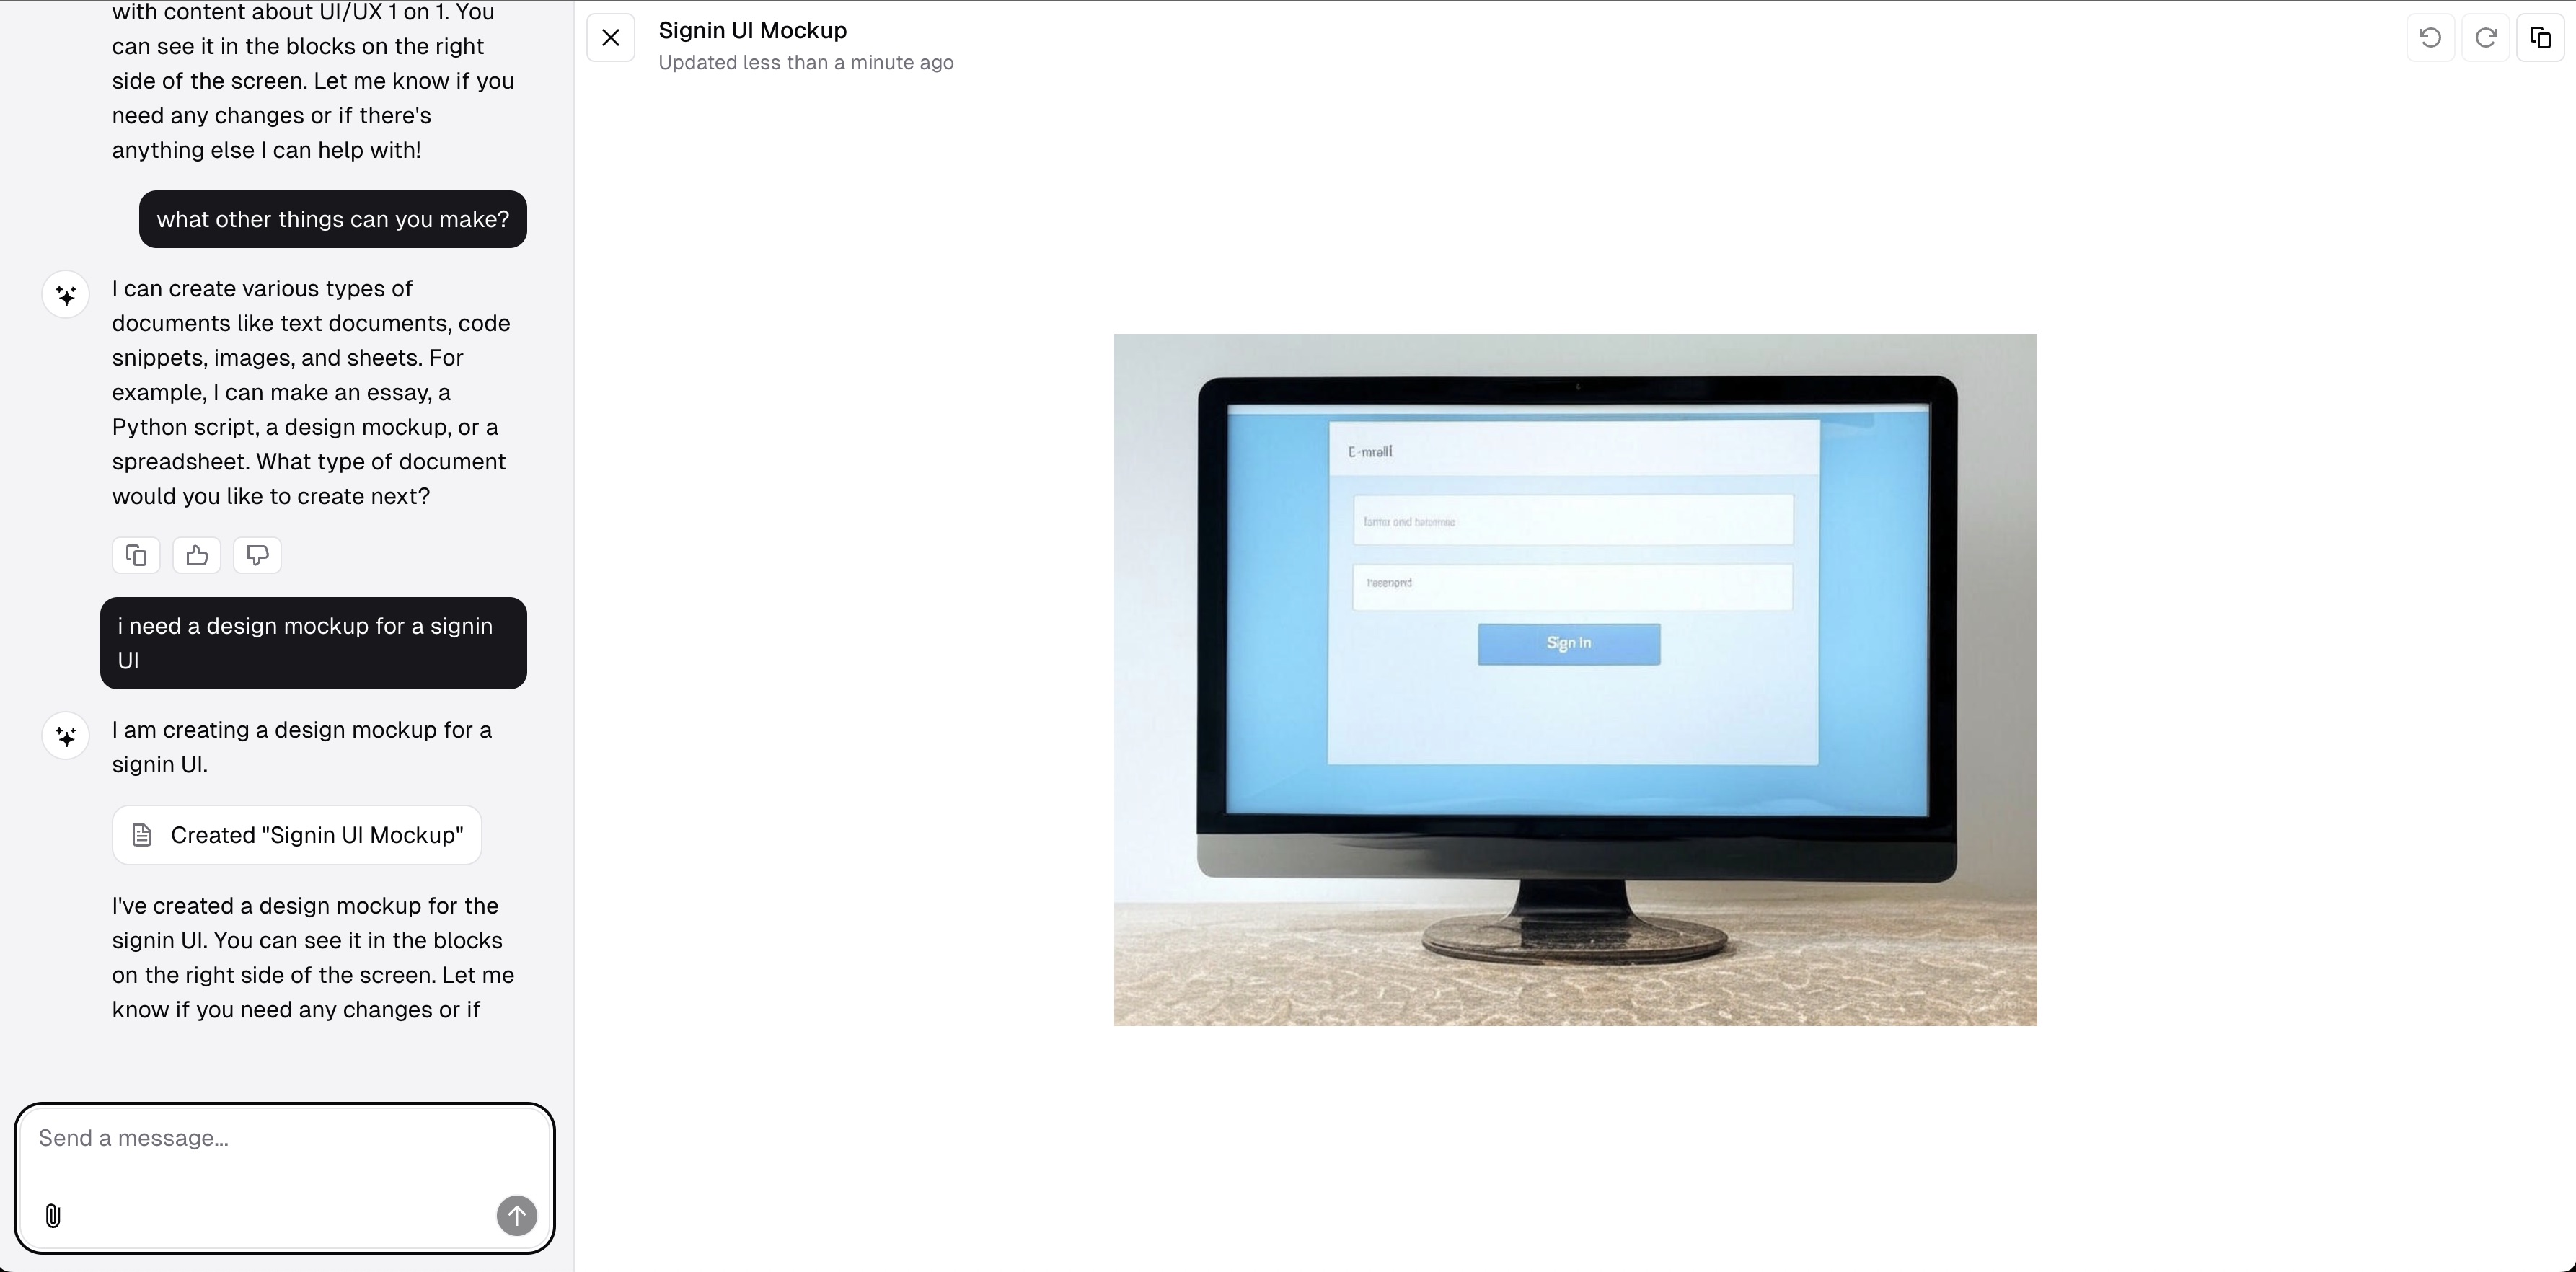 with content about UI/UX 1 on 1. You
can see it in the blocks on the right
side of the screen. Let me know if you
need any changes or if there's
anything else I can help with!
what other things can you make?
I can create various types of
documents like text documents, code
snippets, images, and sheets. For
example, I can make an essay, a
Python script, a design mockup, or a
spreadsheet. What type of document
would you like to create next?
i need a design mockup for a signin
UI
I am creating a design mockup for a
signin UI.
Created "Signin UI Mockup"
I've created a design mockup for the
signin UI. You can see it in the blocks
on the right side of the screen. Let me
know if you need any changes or if
Send a message...
Signin UI Mockup
Updated less than a minute ago
Sign In